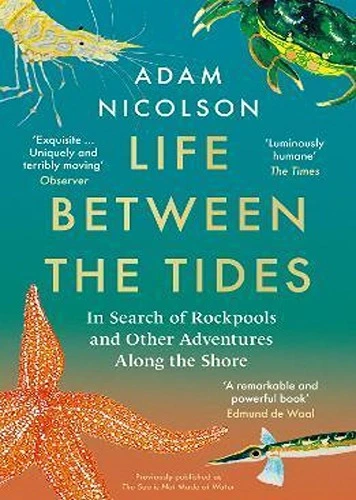 ADAM
NICOLSON
'Exquisite ...
Uniquely and
terribly moving'
Observer
'Luminously
humane'
The Times
LIFE
BETWEEN
THE TIDES
In Search of Rockpools
and Other Adventures
Along the Shore
'A remarkable and
powerful book'
Edmund de Waal
Previously published as
The Sea is Not Made of Water